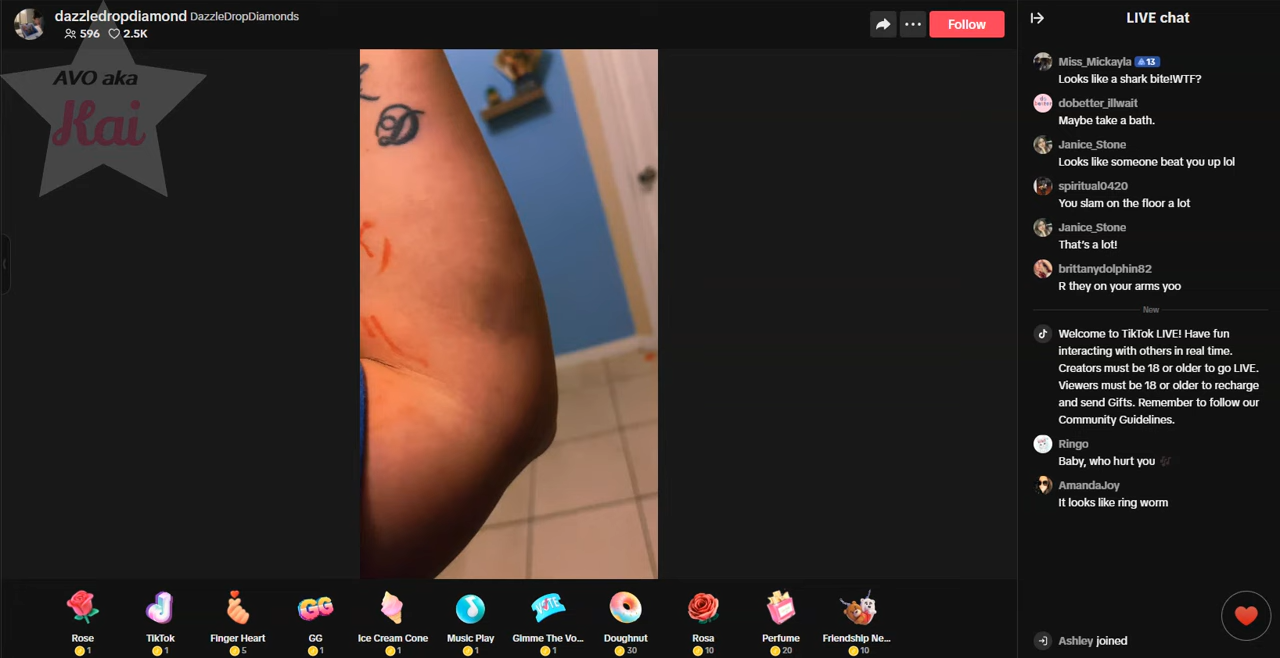 dazzledropdiamond DazzleDropDiamonds
596 2.5K
Follow
AVO aka
Kai
D
LIVE chat
Miss_Mickayla 13
Looks like a shark bite!WTF?
dobetter_illwait
Maybe take a bath.
Janice_Stone
Looks like someone beat you up lol
spiritual0420
You slam on the floor a lot
Janice_Stone
That's a lot!
brittanydolphin82
R they on your arms yoo
New
Welcome to TikTok LIVE! Have fun
interacting with others in real time.
Creators must be 18 or older to go LIVE.
Viewers must be 18 or older to recharge
and send Gifts. Remember to follow our
Community Guidelines.
Ringo
Baby, who hurt you
AmandaJoy
It looks like ring worm
Ashley joined
GG
Rose TikTok Finger Heart GG Ice Cream Cone Music Play Gimme The Vo... Doughnut Rosa Perfume Friendship Ne...
1 1 5 1 1 1 1 30 10 20 10